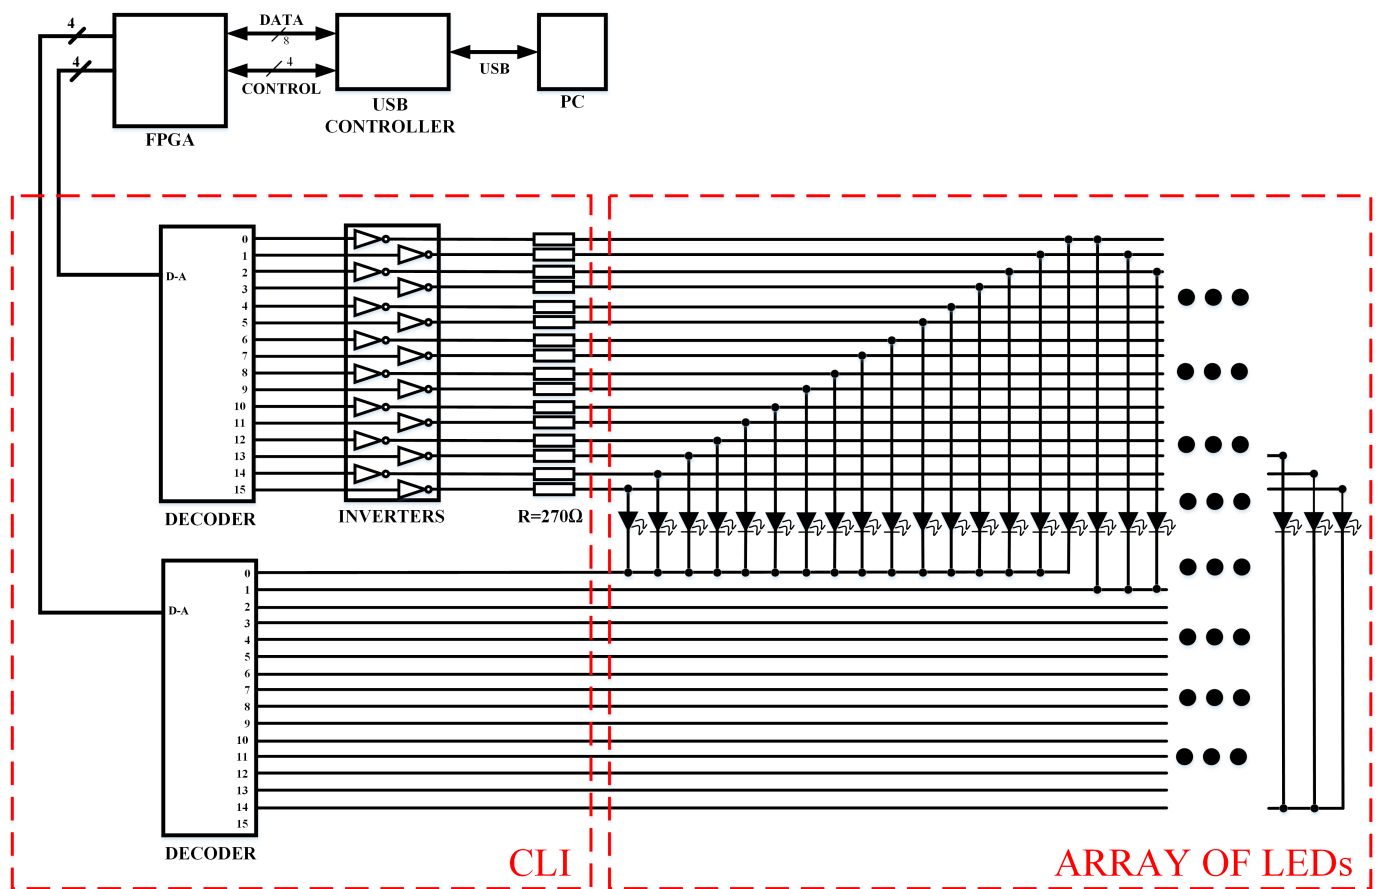 4
DATA
8
4
4
CONTROL
USB
FPGA
USB
CONTROLLER
PC
0
1
2
D-A
3
4
5
6
7
8
9
10
11
12
13
14
15
DECODER
INVERTERS
R=270Ω
0
1
D-A
2
3
4
5
6
7
8
9
10
11
12
13
14
15
DECODER
CLI
ARRAY OF LEDs